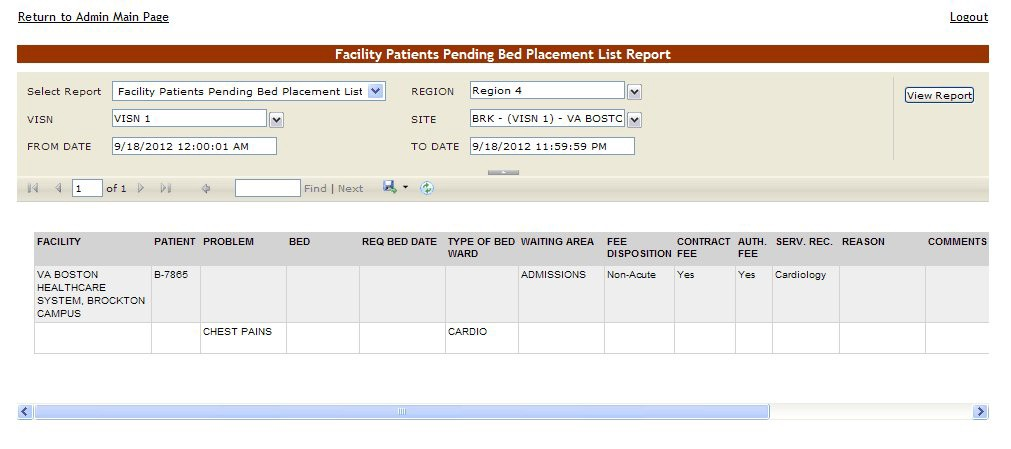 Return to Admin Main Page Logout
Facility Patients Pending Bed Placement List Report
Select Report Facility Patients Pending Bed Placement List REGION Region 4 View Report
VISN VISN 1 SITE BRK - (VISN 1) - VA BOSTC
FROM DATE 9/18/2012 12:00:01 AM TO DATE 9/18/2012 11:59:59 PM
1 of 1 Find | Next
FACILITY PATIENT PROBLEM BED REQ BED DATE TYPE OF BED WAITING AREA FEE CONTRACT AUTH. SERV. REC. REASON COMMENTS
WARD DISPOSITION FEE FEE
VA BOSTON B-7865 ADMISSIONS Non-Acute Yes Yes Cardiology
HEALTHCARE
SYSTEM, BROCKTON
CAMPUS
CHEST PAINS CARDIO